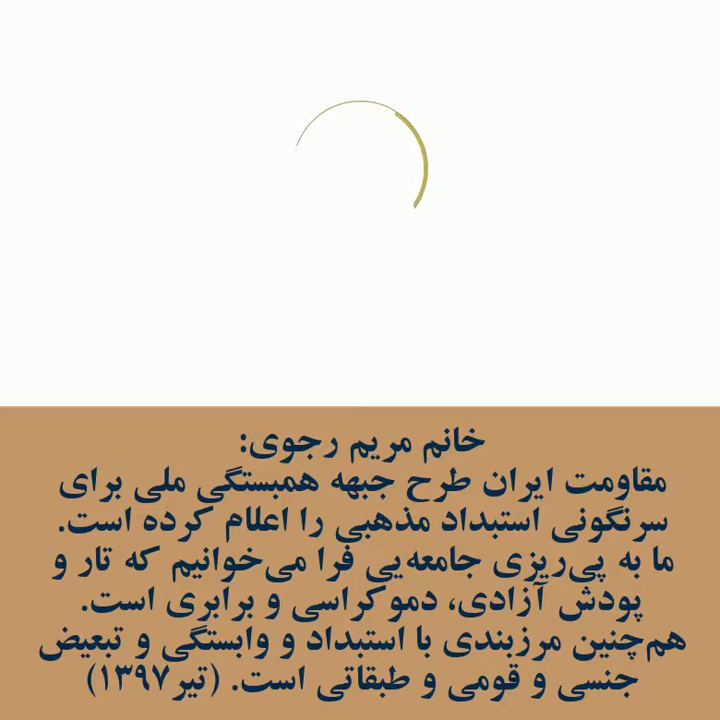 خانم مریم رجوی:
مقاومت ایران طرح جبهه همبستگی ملی برای
سرنگونی استبداد مذهبی را اعلام کرده است.
ما به پی‌ریزی جامعه‌یی فرا می‌خوانیم که تار و
پودش آزادی، دموکراسی و برابری است.
هم‌چنین مرزبندی با استبداد و وابستگی و تبعیض
جنسی و قومی و طبقاتی است. (تیر۱۳۹۷)